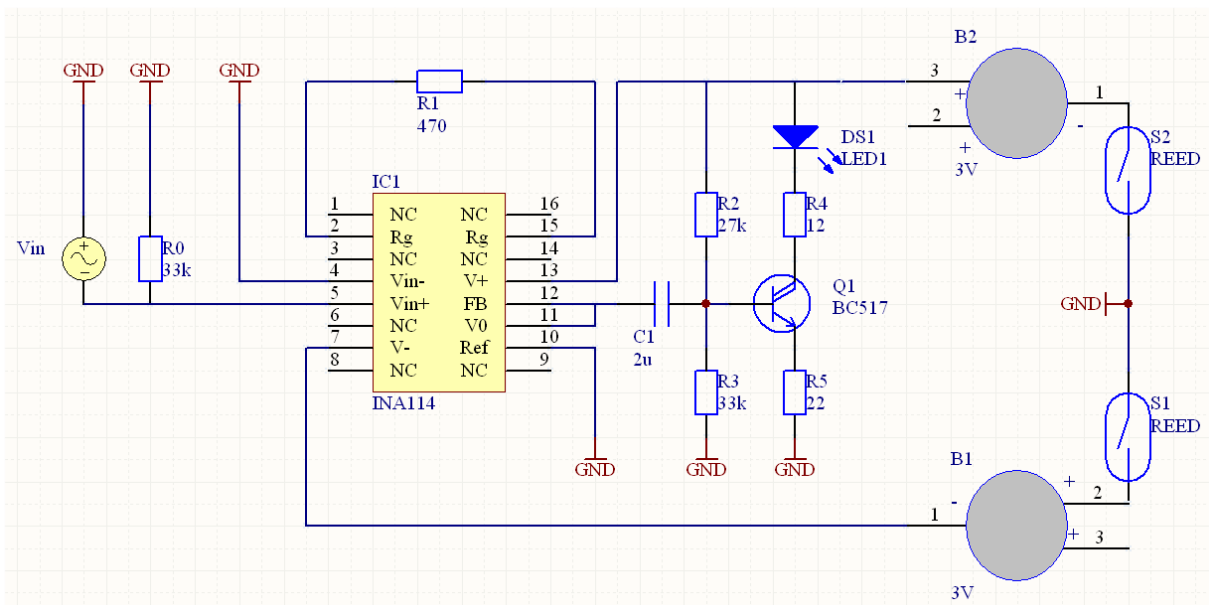 B2
GND GND GND
3
R1
470
+
1
2
-
+
3V
DS1
LED1
S2
REED
IC1
1 NC NC 16
2 Rg Rg 15
3 NC NC 14
4 Vin- V+ 13
5 Vin+ FB 12
6 NC V0 11
7 V- Ref 10
8 NC NC 9
INA114
R2
27k
R4
12
Vin
+
-
R0
33k
Q1
BC517
GND
C1
2u
R3
33k
R5
22
S1
REED
GND GND GND
B1
+
2
-
1
+
3
3V